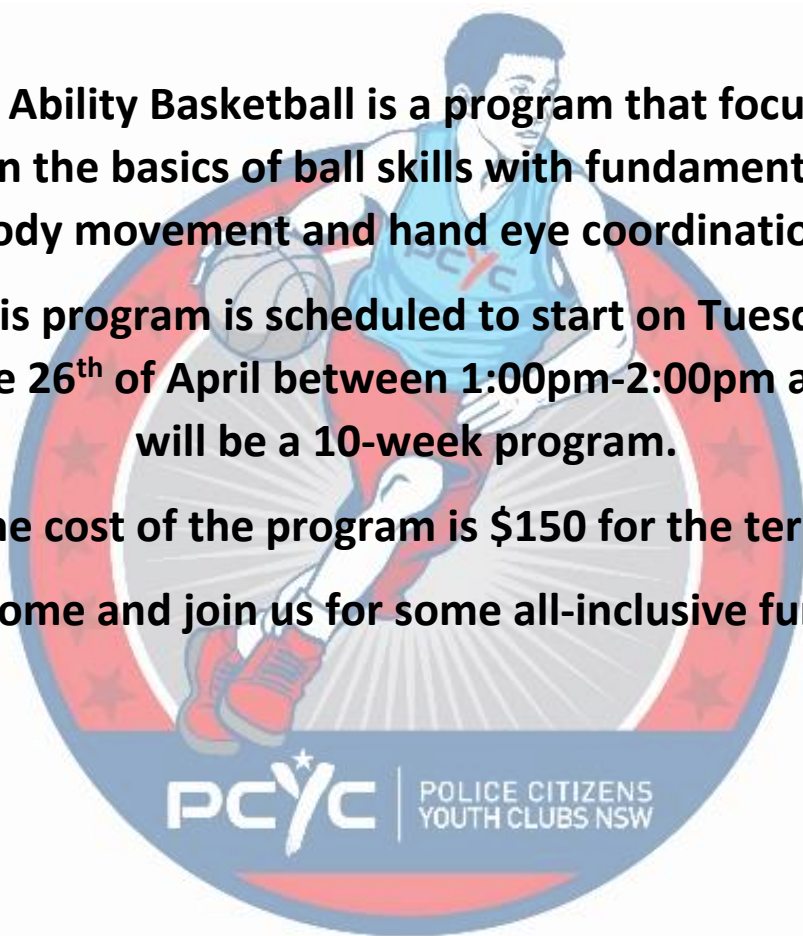 Ability Basketball is a program that focu
n the basics of ball skills with fundament
ody movement and hand eye coordinatio
is program is scheduled to start on Tuesd
e 26th of April between 1:00pm-2:00pm a
will be a 10-week program.
he cost of the program is $150 for the ter
ome and join us for some all-inclusive fu
PCYC
PCYC
POLICE CITIZENS
YOUTH CLUBS NSW